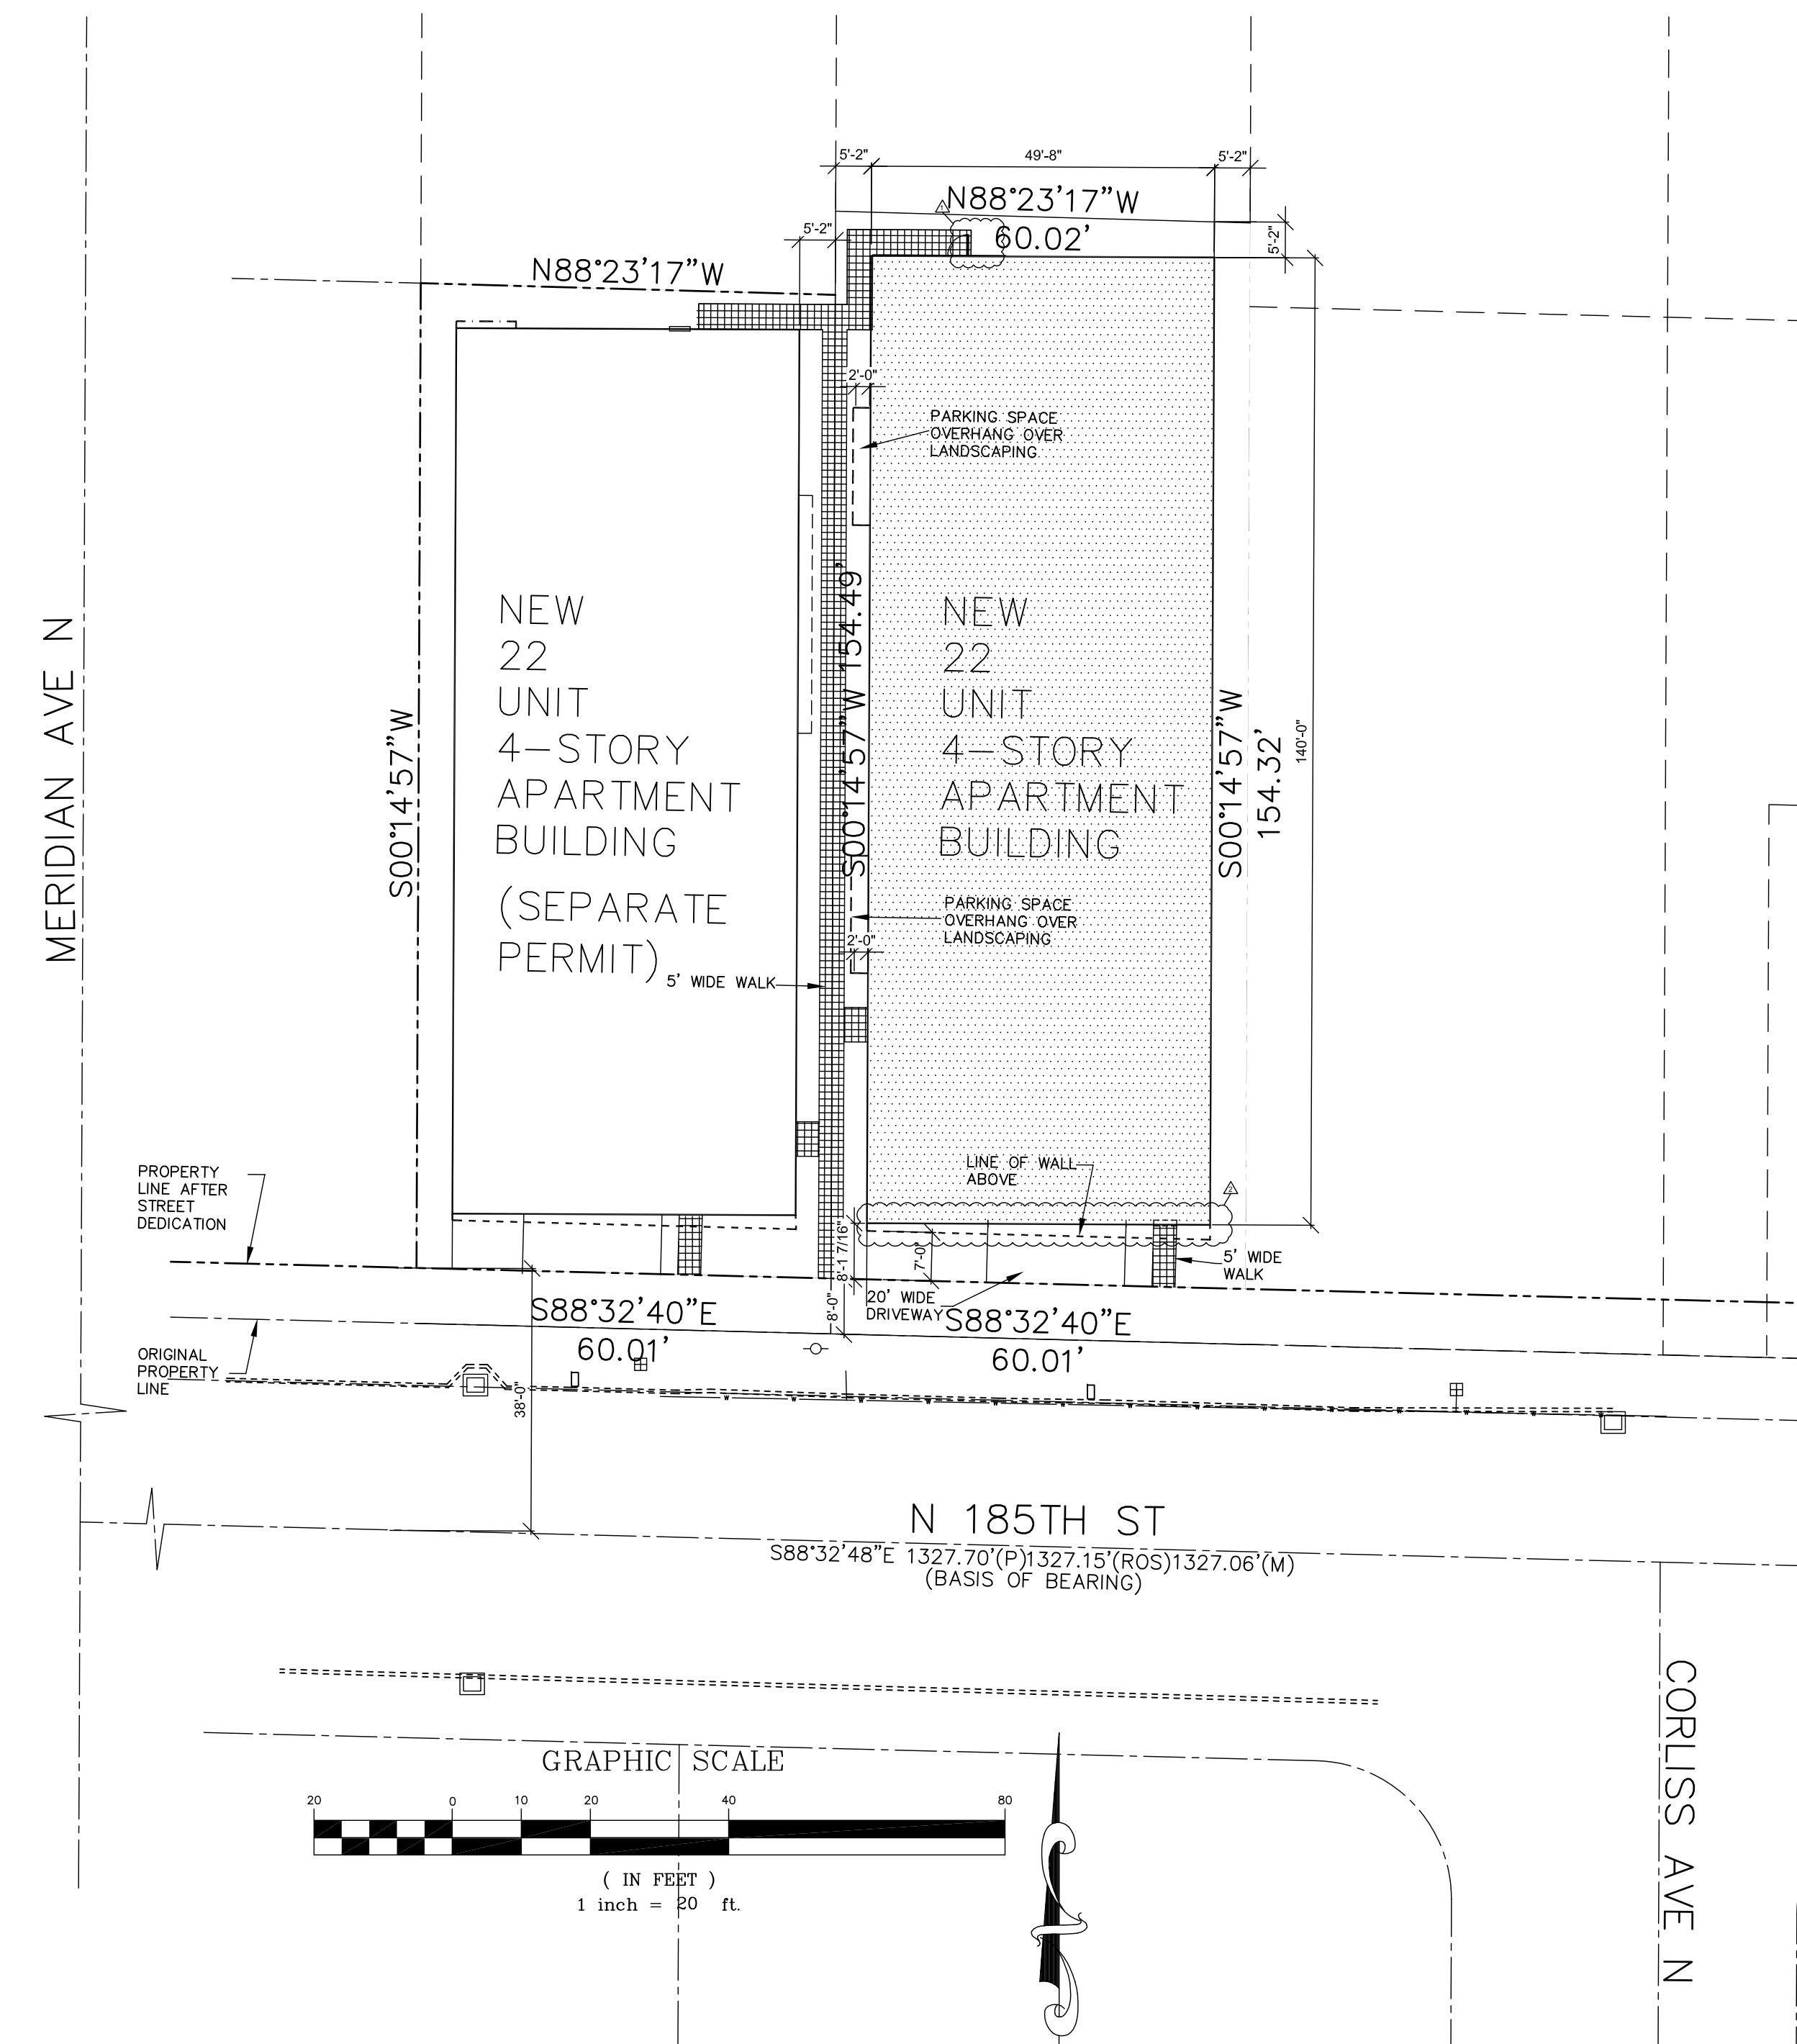 5'-2"
49'-8"
5'-2"
N88°23'17"W
60.02'
5'-2"
5'-2"
N88°23'17"W
2'-0"
PARKING SPACE
OVERHANG OVER
LANDSCAPING
MERIDIAN AVE N
S00°14'57"W
NEW
22
UNIT
4-STORY
APARTMENT
BUILDING
(SEPARATE
PERMIT)
S00°14'57"W 154.49'
NEW
22
UNIT
4-STORY
APARTMENT
BUILDING
S00°14'57"W
154.32'
140'-0"
PARKING SPACE
OVERHANG OVER
LANDSCAPING
2'-0"
5' WIDE WALK
LINE OF WALL
ABOVE
PROPERTY
LINE AFTER
STREET
DEDICATION
8'-1 7/16"
7'-0"
5' WIDE
WALK
20' WIDE
DRIVEWAY
8'-0"
S88°32'40"E
60.01'
S88°32'40"E
60.01'
ORIGINAL
PROPERTY
LINE
38'-0"
W W W W W W W W W W W W W W
N 185TH ST
S88°32'48"E 1327.70'(P)1327.15'(ROS)1327.06'(M)
(BASIS OF BEARING)
CORLISS AVE N
GRAPHIC SCALE
20 0 10 20 40 80
( IN FEET )
1 inch = 20 ft.